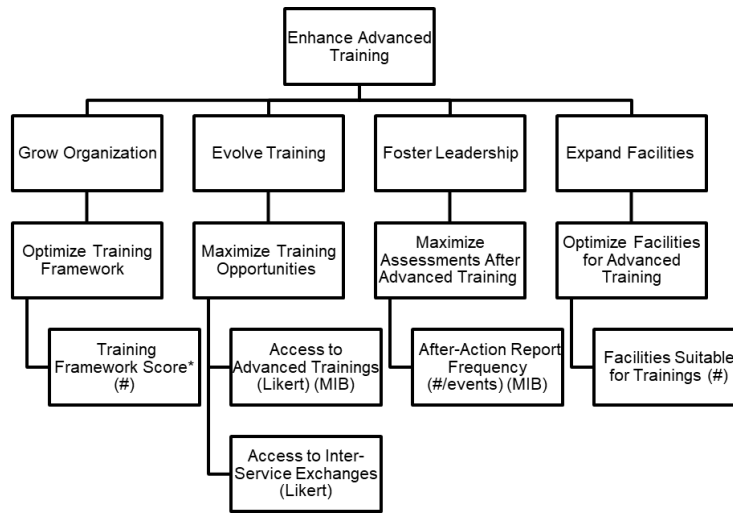 Enhance Advanced
Training
Grow Organization
Evolve Training
Foster Leadership
Expand Facilities
Optimize Training
Framework
Maximize Training
Opportunities
Maximize
Assessments After
Advanced Training
Optimize Facilities
for Advanced
Training
Training
Framework Score*
(#)
Access to
Advanced Trainings
(Likert) (MIB)
After-Action Report
Frequency
(#/events) (MIB)
Facilities Suitable
for Trainings (#)
Access to Inter-
Service Exchanges
(Likert)